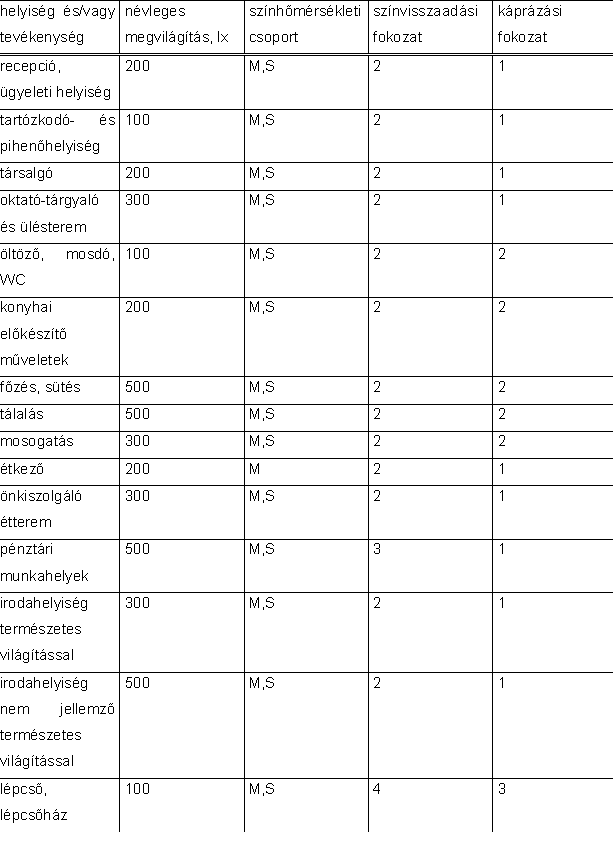 helyiség és/vagy tevékenység | névleges megvilágítás, lx | színhőmérsékleti csoport | színvisszaadási fokozat | káprázási fokozat
recepció, ügyeleti helyiség | 200 | M,S | 2 | 1
tartózkodó- és pihenőhelyiség | 100 | M,S | 2 | 1
társalgó | 200 | M,S | 2 | 1
oktató-tárgyaló és ülésterem | 300 | M,S | 2 | 1
öltöző, mosdó, WC | 100 | M,S | 2 | 2
konyhai előkészítő műveletek | 200 | M,S | 2 | 2
főzés, sütés | 500 | M,S | 2 | 2
tálalás | 500 | M,S | 2 | 2
mosogatás | 300 | M,S | 2 | 2
étkező | 200 | M | 2 | 1
önkiszolgáló étterem | 300 | M,S | 2 | 1
pénztári munkahelyek | 500 | M,S | 3 | 1
irodahelyiség természetes világítással | 300 | M,S | 2 | 1
irodahelyiség nem jellemző természetes világítással | 500 | M,S | 2 | 1
lépcső, lépcsőház | 100 | M,S | 4 | 3